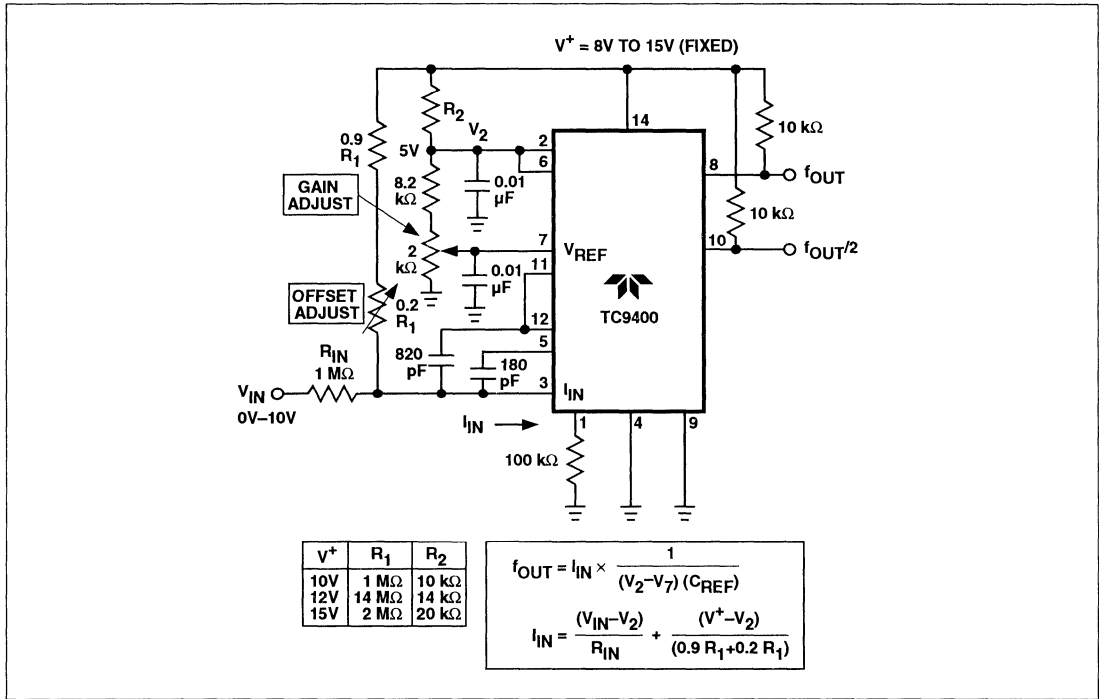 V+ = 8V TO 15V (FIXED)
R2
14
10 kΩ
0.9
R1
5V
V2
2
6
8
fOUT
GAIN
ADJUST
8.2
kΩ
0.01
µF
10 kΩ
2
kΩ
7
VREF
10
fOUT/2
11
0.01
µF
OFFSET
ADJUST
0.2
R1
TC9400
12
820
pF
5
180
pF
RIN
1 MΩ
3
IIN
VIN
0V–10V
IIN
1
4
9
100 kΩ
V+ R1 R2
10V 1 MΩ 10 kΩ
12V 14 MΩ 14 kΩ
15V 2 MΩ 20 kΩ
fOUT = IIN × 1 / (V2–V7) (CREF)
IIN = (VIN–V2) / RIN + (V+–V2) / (0.9 R1+0.2 R1)